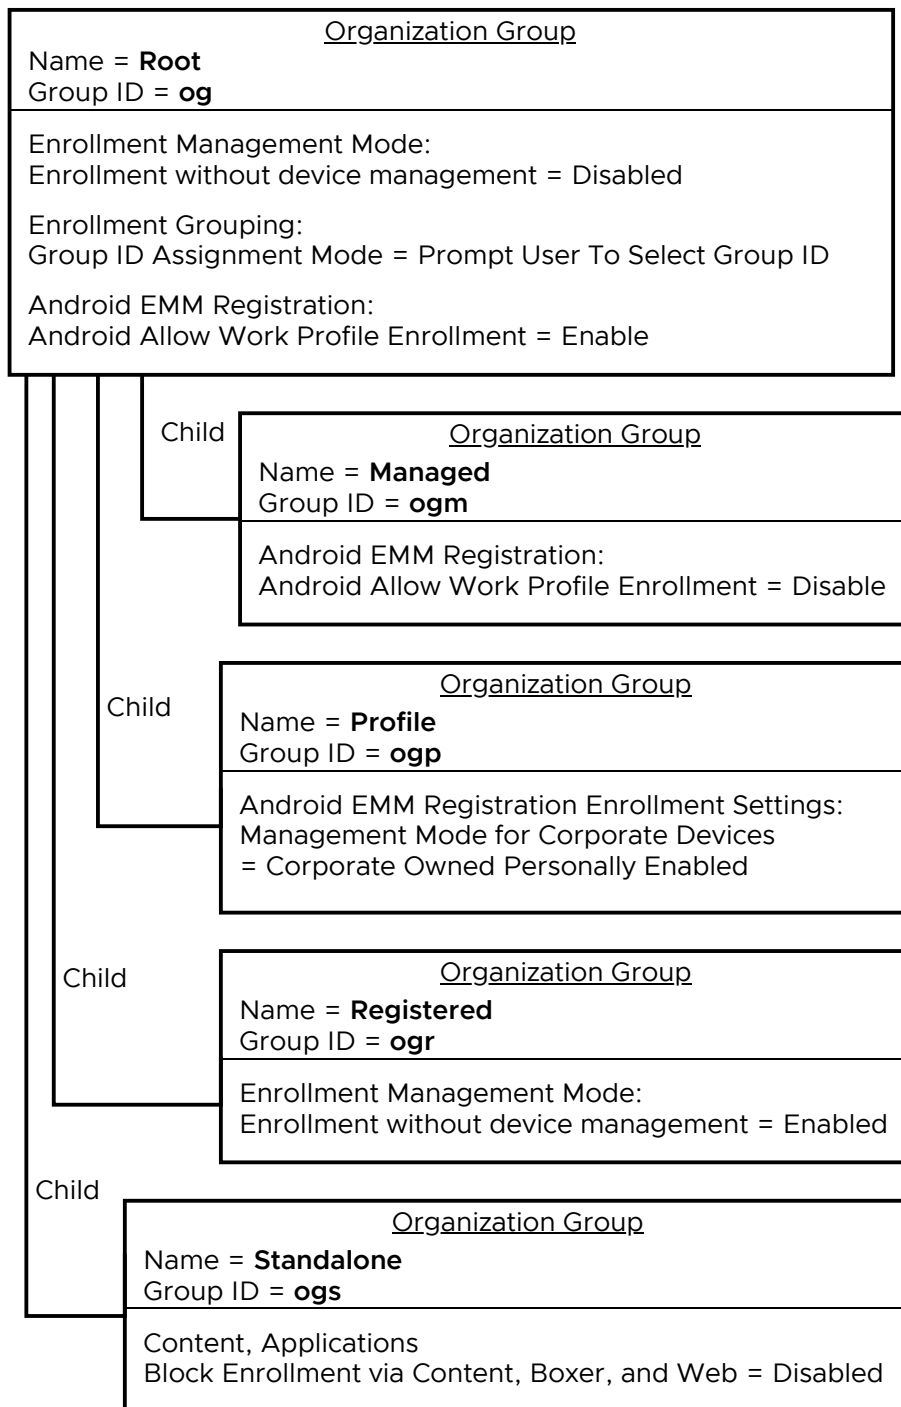 Organization Group
Name = Root
Group ID = og
Enrollment Management Mode:
Enrollment without device management = Disabled
Enrollment Grouping:
Group ID Assignment Mode = Prompt User To Select Group ID
Android EMM Registration:
Android Allow Work Profile Enrollment = Enable
Child
Organization Group
Name = Managed
Group ID = ogm
Android EMM Registration:
Android Allow Work Profile Enrollment = Disable
Child
Organization Group
Name = Profile
Group ID = ogp
Android EMM Registration Enrollment Settings:
Management Mode for Corporate Devices
= Corporate Owned Personally Enabled
Child
Organization Group
Name = Registered
Group ID = ogr
Enrollment Management Mode:
Enrollment without device management = Enabled
Child
Organization Group
Name = Standalone
Group ID = ogs
Content, Applications
Block Enrollment via Content, Boxer, and Web = Disabled